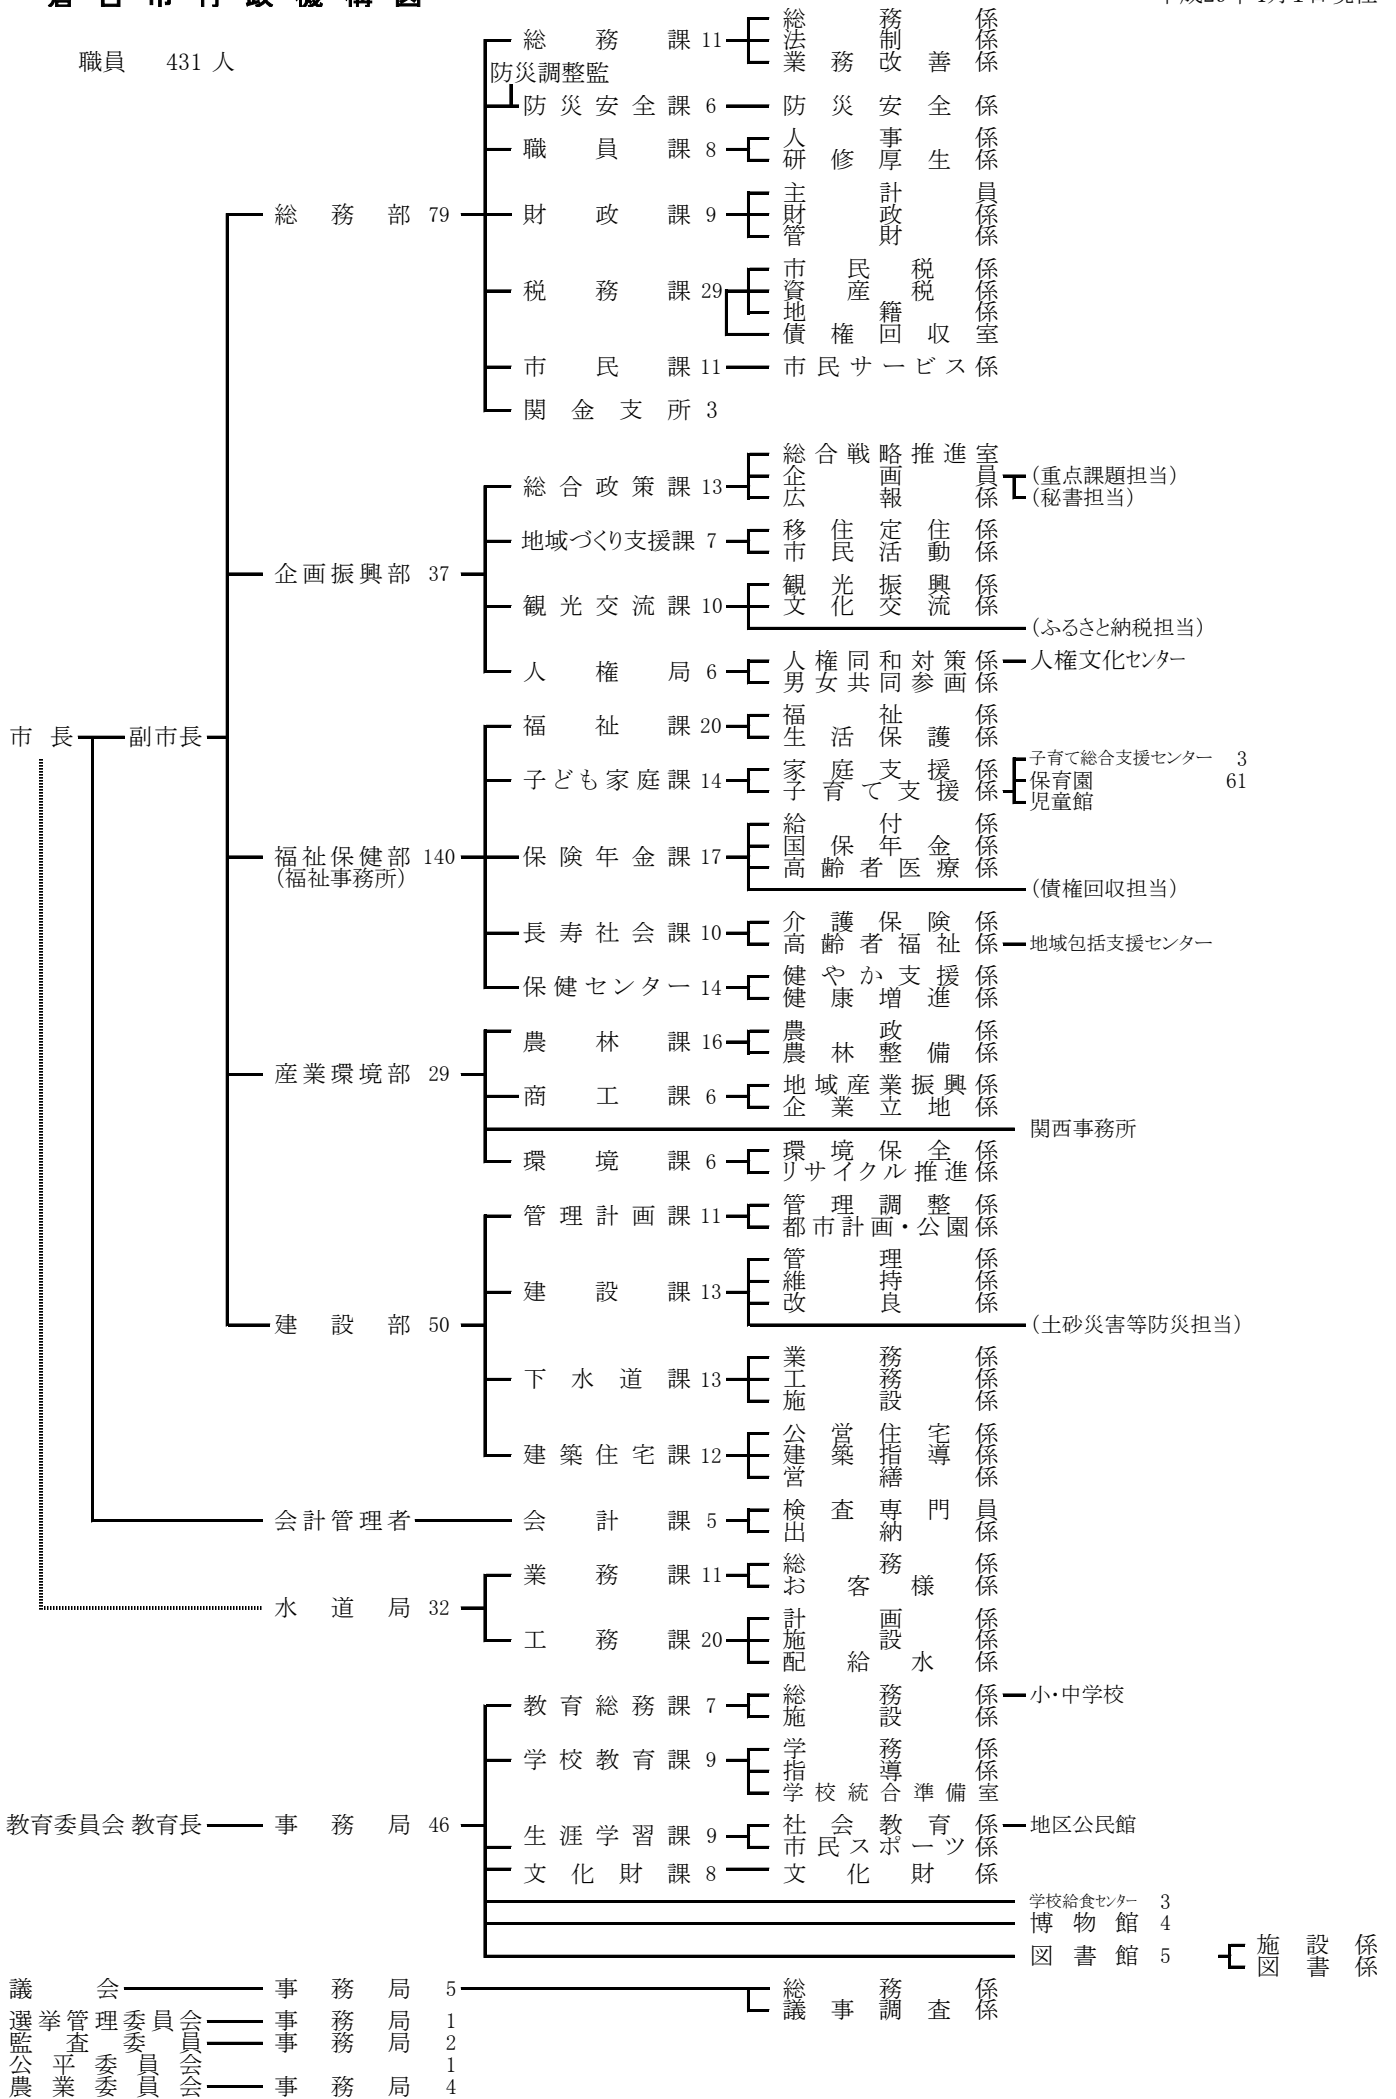 職員 431 人
総務課 11
総務係
法制係
業務改善係
防災調整監
防災安全課 6
防災安全係
職員課 8
人事係
研修厚生係
総務部 79
財政課 9
主計員
財政係
管財係
税務課 29
市民税係
資産税係
地籍係
債権回収室
市民課 11
市民サービス係
関金支所 3
企画振興部 37
総合政策課 13
総合戦略推進室
企画員
(重点課題担当)
(秘書担当)
広報係
地域づくり支援課 7
移住定住係
市民活動係
観光交流課 10
観光振興係
文化交流係
(ふるさと納税担当)
人権局 6
人権同和対策係
人権文化センター
男女共同参画係
市長
副市長
福祉保健部 140
(福祉事務所)
福祉課 20
福祉係
生活保護係
子ども家庭課 14
家庭支援係
子育て支援係
子育て総合支援センター 3
保育園 61
児童館
保険年金課 17
給付係
国保年金係
高齢者医療係
(債権回収担当)
長寿社会課 10
介護保険係
高齢者福祉係
地域包括支援センター
保健センター 14
健やか支援係
健康増進係
産業環境部 29
農林課 16
農政係
農林整備係
商工課 6
地域産業振興係
企業立地係
関西事務所
環境課 6
環境保全係
リサイクル推進係
建設部 50
管理計画課 11
管理調整係
都市計画・公園係
建設課 13
管理係
維持係
改良係
(土砂災害等防災担当)
下水道課 13
業務係
工務係
施設係
建築住宅課 12
公営住宅係
建築指導係
営繕係
会計管理者
会計課 5
検査専門員
出納係
水道局 32
業務課 11
総務係
お客様係
工務課 20
計画係
施設係
配給水係
教育委員会 教育長
事務局 46
教育総務課 7
総務係
小・中学校
施設係
学校教育課 9
学務係
指導係
学校統合準備室
生涯学習課 9
社会教育係
地区公民館
市民スポーツ係
文化財課 8
文化財係
学校給食センター 3
博物館 4
図書館 5
施設係
図書係
議会
事務局 5
総務係
議事調査係
選挙管理委員会 事務局 1
監査委員 事務局 2
公平委員会 1
農業委員会 事務局 4